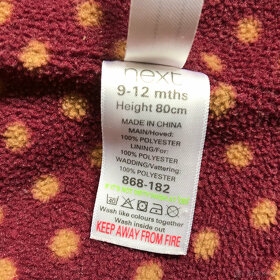 next
9-12 mths
Height 80cm
MADE IN CHINA
MAIN/Hoved:
100% POLYESTER
LINING/For:
100% POLYESTER
WADDING/Vattering:
100% POLYESTER
868-182
Wash like colours together
Wash inside out
KEEP AWAY FROM FIRE